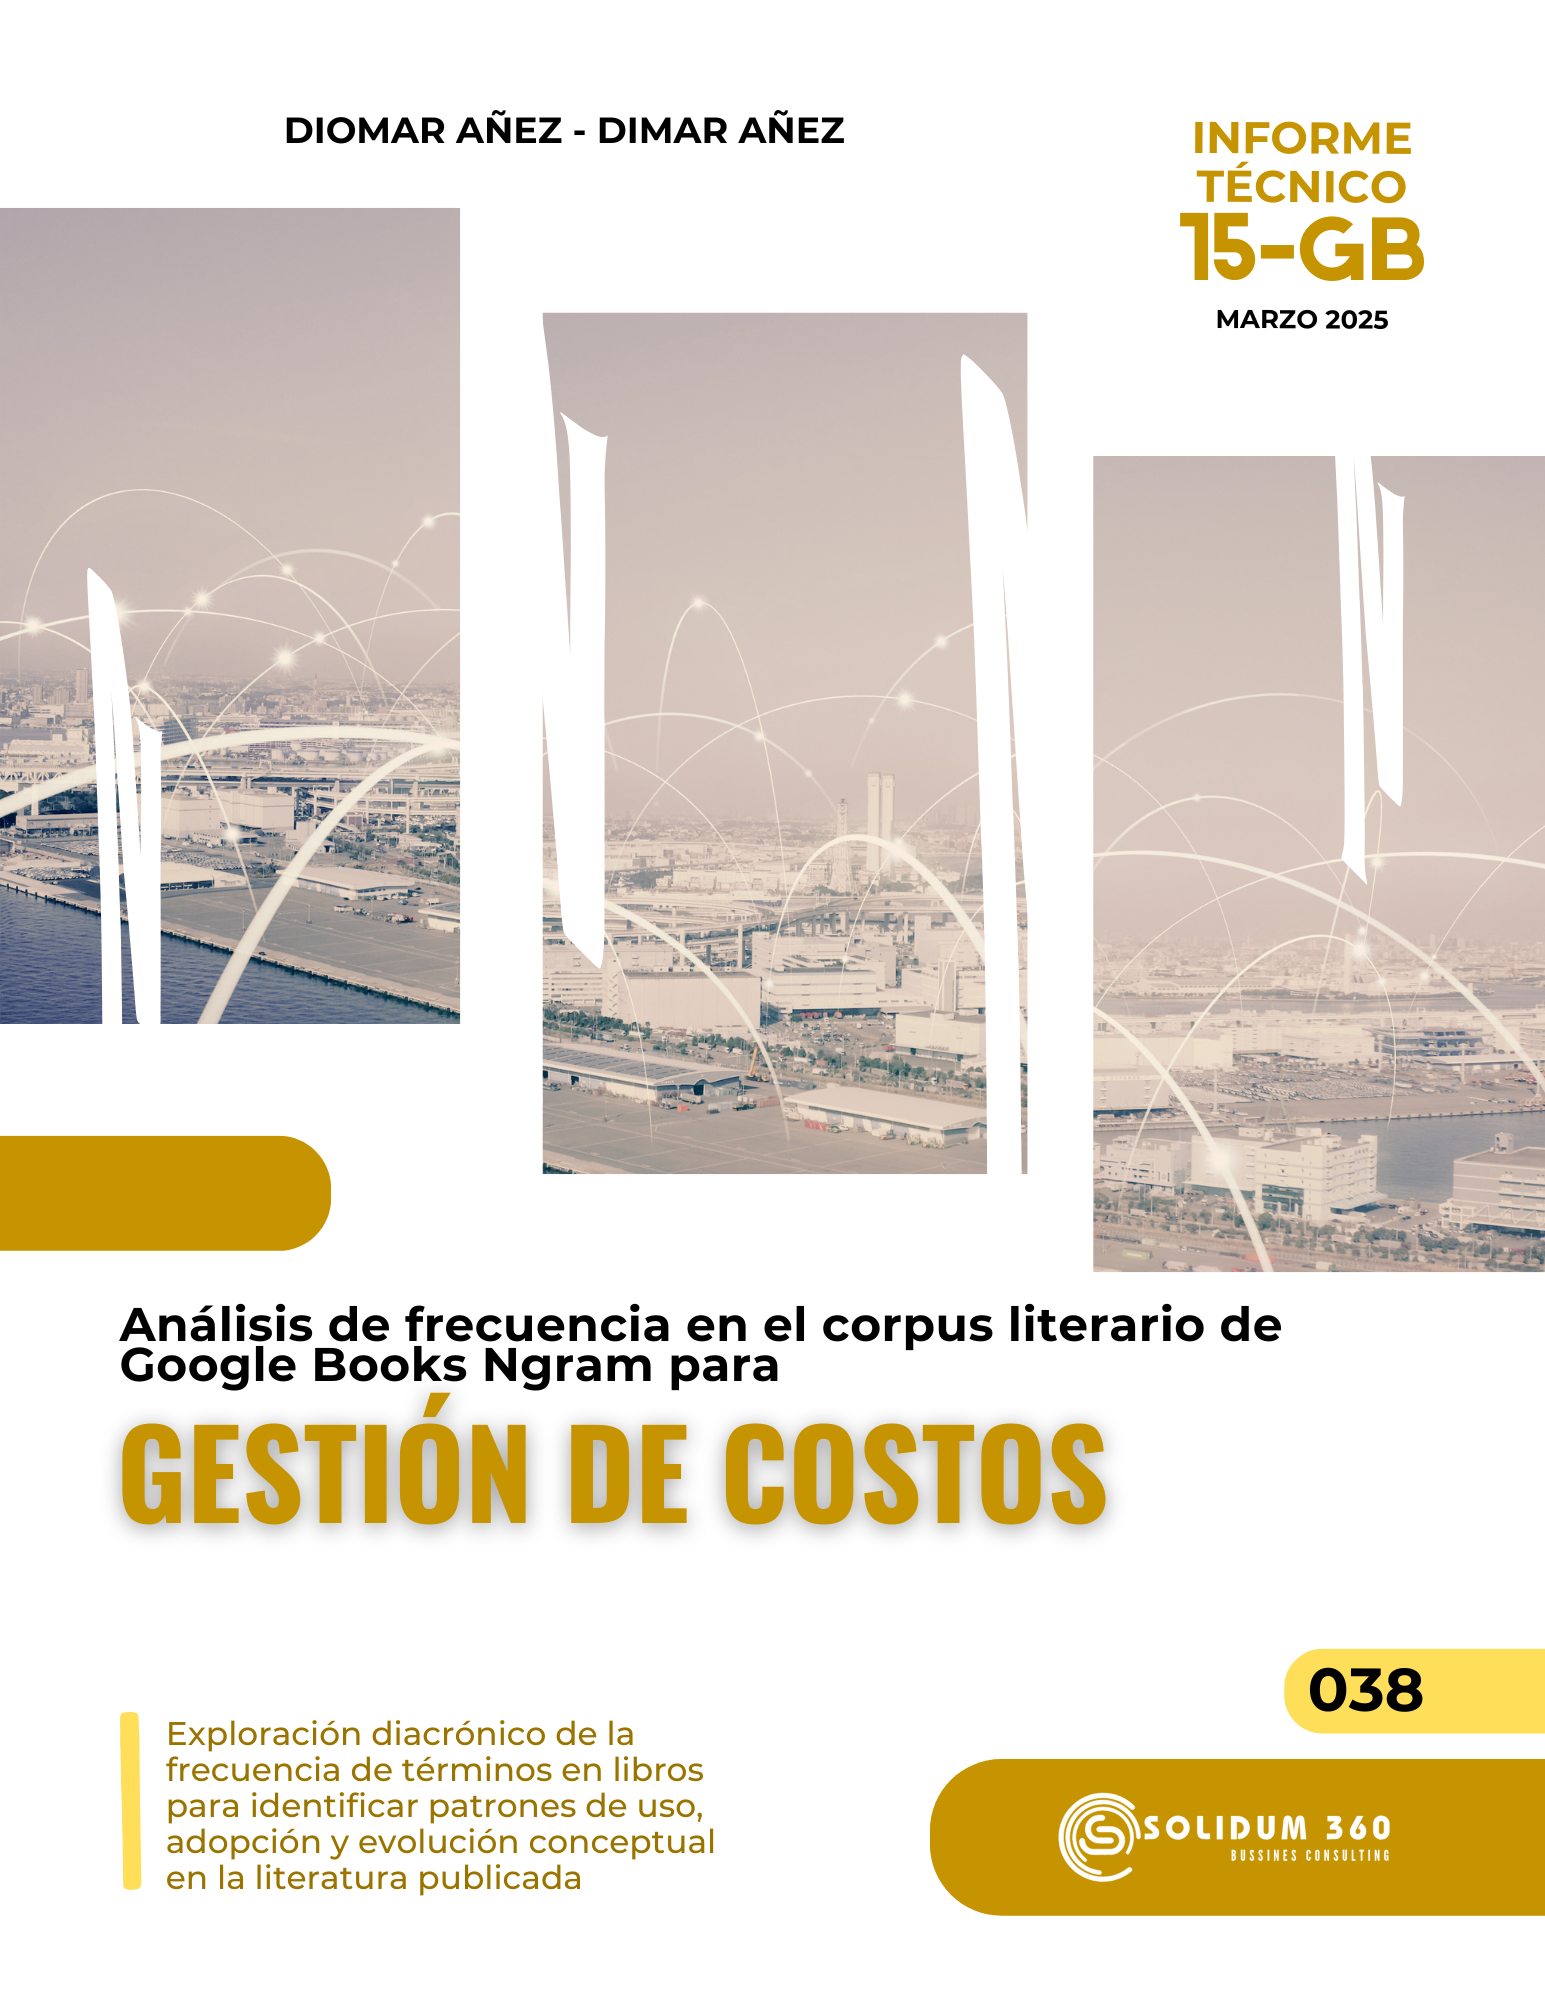 DIOMAR AÑEZ - DIMAR AÑEZ
INFORME
TÉCNICO
15-GB
MARZO 2025
Análisis de frecuencia en el corpus literario de
Google Books Ngram para
GESTIÓN DE COSTOS
038
Exploración diacrónico de la
frecuencia de términos en libros
para identificar patrones de uso,
adopción y evolución conceptual
en la literatura publicada
SOLIDUM 360
BUSSINES CONSULTING